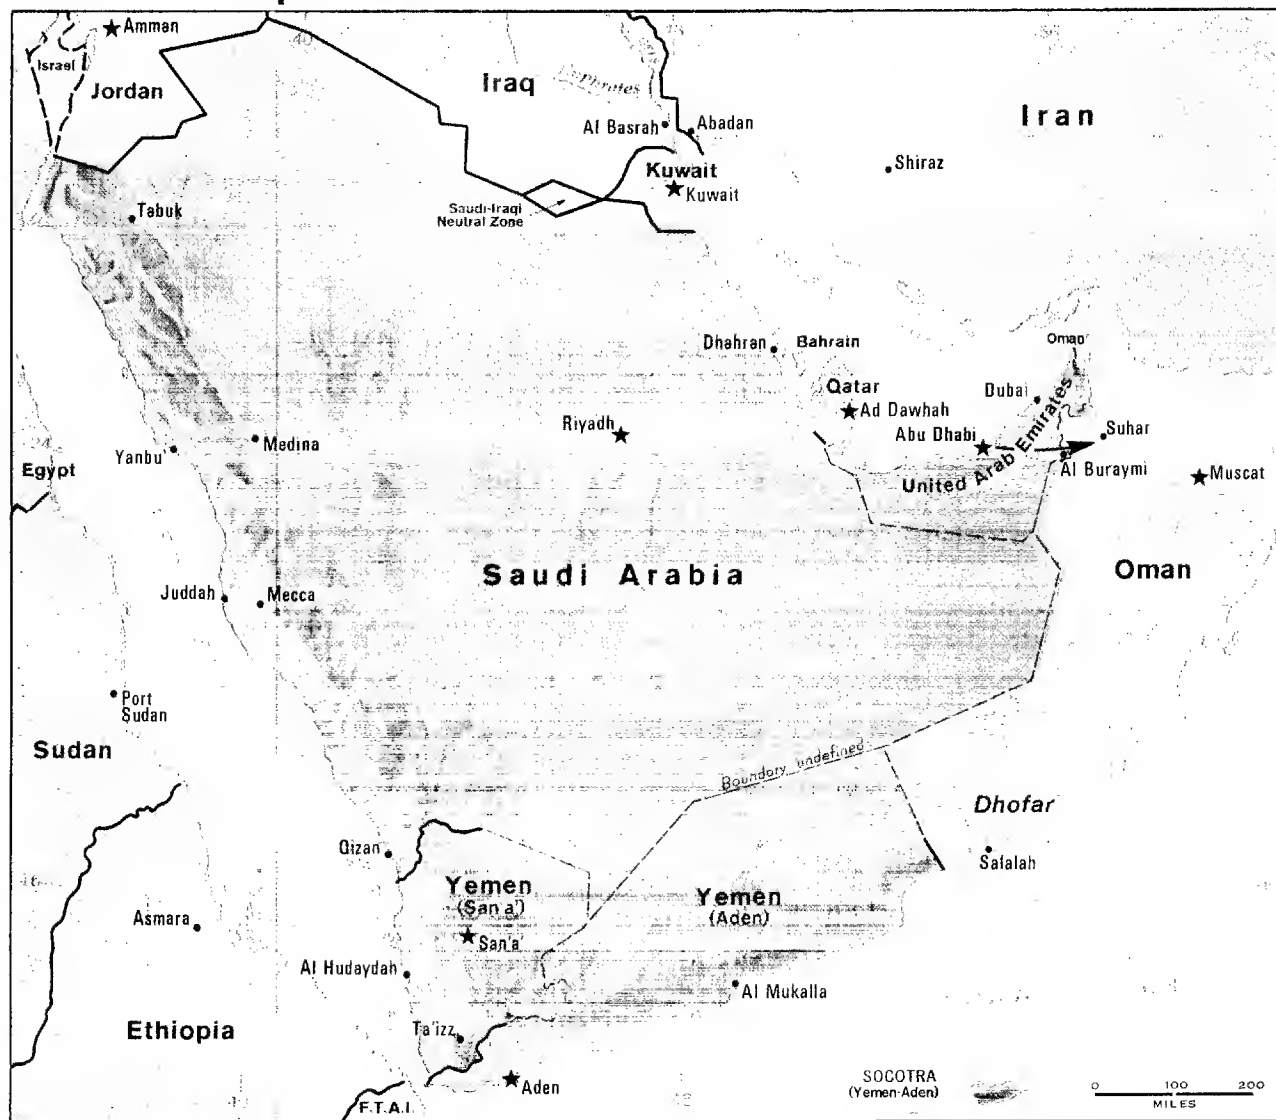 Amman
Israel
Jordan
Iraq
Euphrates
Al Basrah
Abadan
Iran
Kuwait
Kuwait
Shiraz
Saudi-Iraqi
Neutral Zone
Tabuk
Dhahran
Bahrain
Oman
Qatar
Ad Dawhah
Dubai
Abu Dhabi
Suhar
United Arab Emirates
Al Buraymi
Muscat
Riyadh
Medina
Yanbu'
Egypt
Saudi Arabia
Oman
Juddah
Mecca
Port
Sudan
Sudan
Boundary undefined
Dhofar
Salalah
Qizan
Yemen
(San'a')
San'a'
Yemen
(Aden)
Asmara
Al Hudaydah
Al Mukalla
Ethiopia
Ta'izz
Aden
F.T.A.I.
SOCOTRA
(Yemen-Aden)
0 100 200
MILES